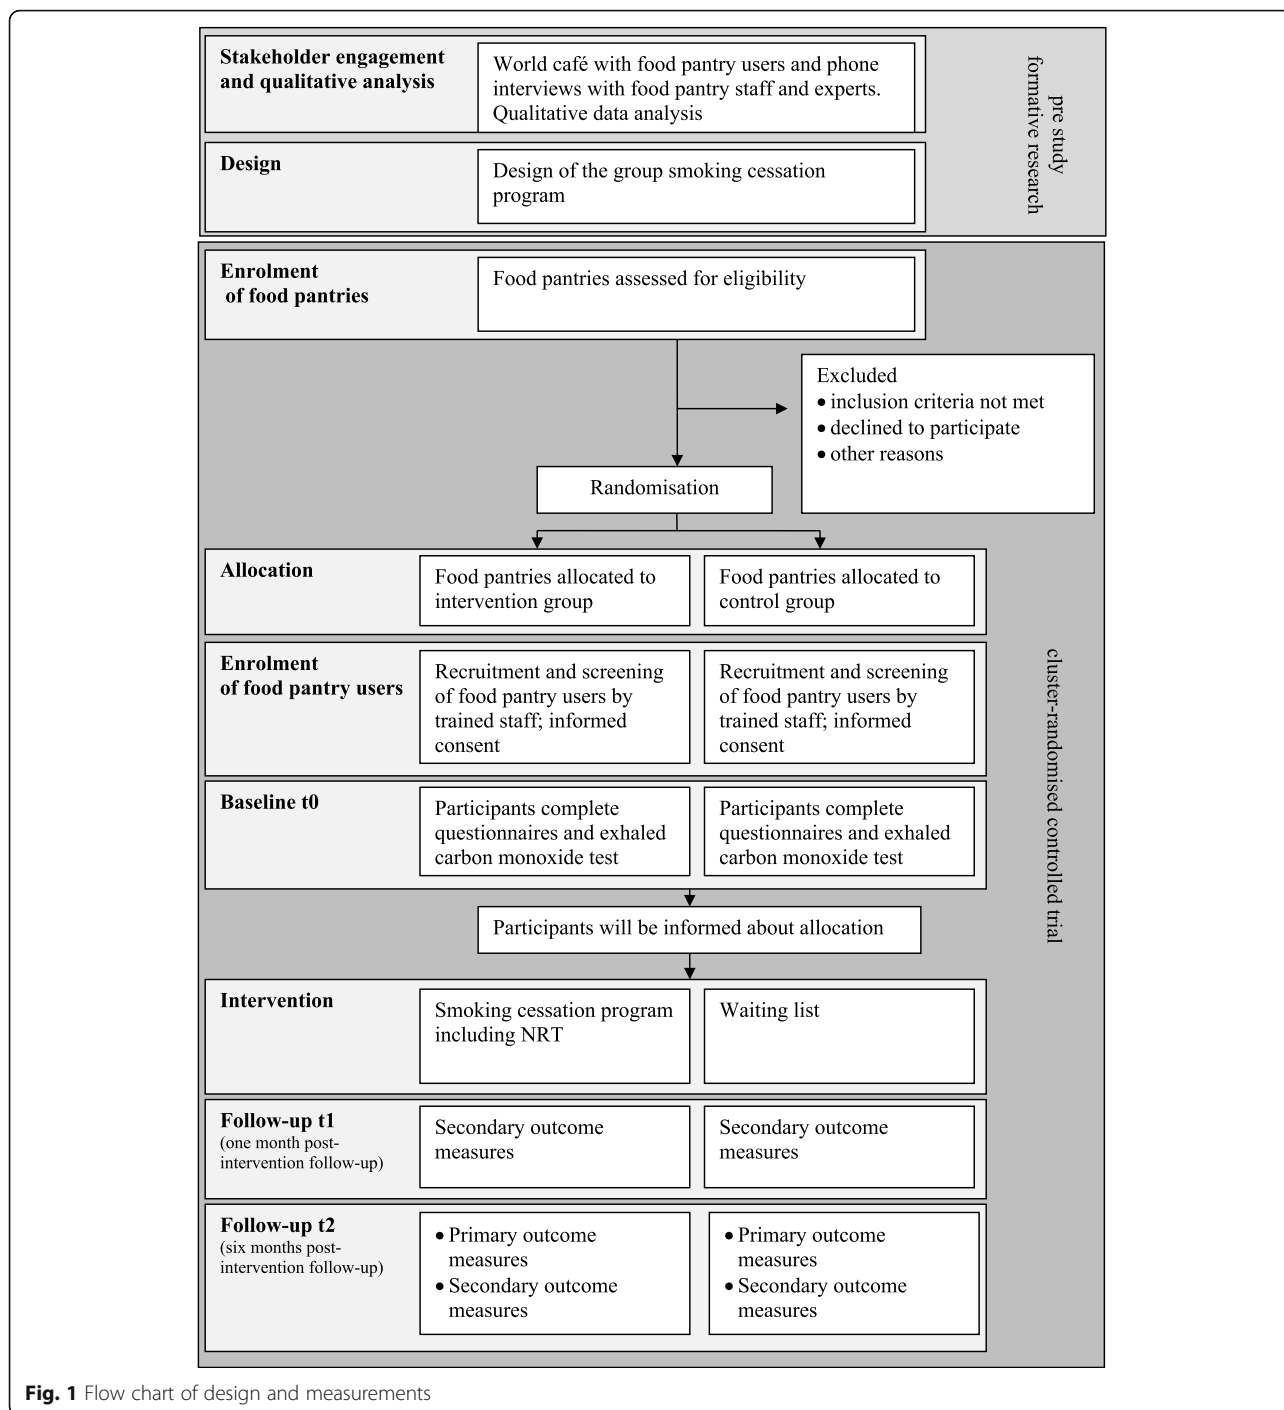 Stakeholder engagement
and qualitative analysis
World café with food pantry users and phone
interviews with food pantry staff and experts.
Qualitative data analysis
Design
Design of the group smoking cessation
program
pre study
formative research
Enrolment
of food pantries
Food pantries assessed for eligibility
Excluded
• inclusion criteria not met
• declined to participate
• other reasons
Randomisation
Allocation
Food pantries allocated to
intervention group
Food pantries allocated to
control group
Enrolment
of food pantry users
Recruitment and screening
of food pantry users by
trained staff; informed
consent
Recruitment and screening
of food pantry users by
trained staff; informed
consent
Baseline t0
Participants complete
questionnaires and exhaled
carbon monoxide test
Participants complete
questionnaires and exhaled
carbon monoxide test
cluster-randomised controlled trial
Participants will be informed about allocation
Intervention
Smoking cessation program
including NRT
Waiting list
Follow-up t1
(one month post-
intervention follow-up)
Secondary outcome
measures
Secondary outcome
measures
Follow-up t2
(six months post-
intervention follow-up)
• Primary outcome
measures
• Secondary outcome
measures
• Primary outcome
measures
• Secondary outcome
measures
Fig. 1 Flow chart of design and measurements